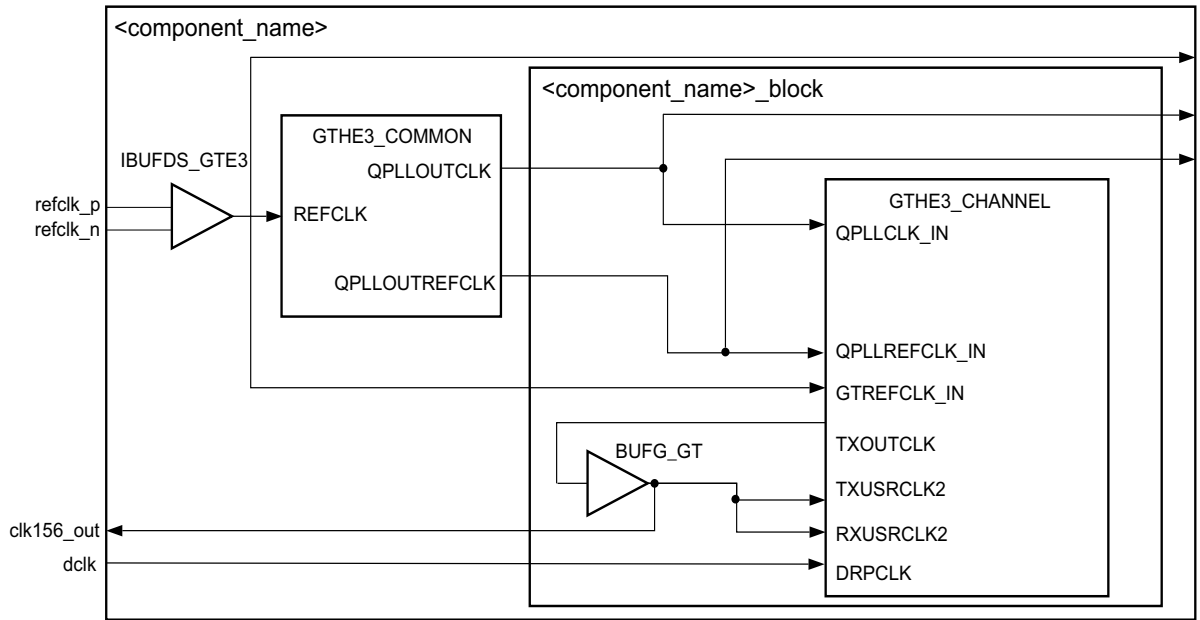 <component_name>
<component_name>_block
GTHE3_COMMON
IBUFDS_GTE3
QPLLOUTCLK
GTHE3_CHANNEL
refclk_p
REFCLK
refclk_n
QPLLCLK_IN
QPLLOUTREFCLK
QPLLREFCLK_IN
GTREFCLK_IN
TXOUTCLK
BUFG_GT
TXUSRCLK2
clk156_out
RXUSRCLK2
dclk
DRPCLK